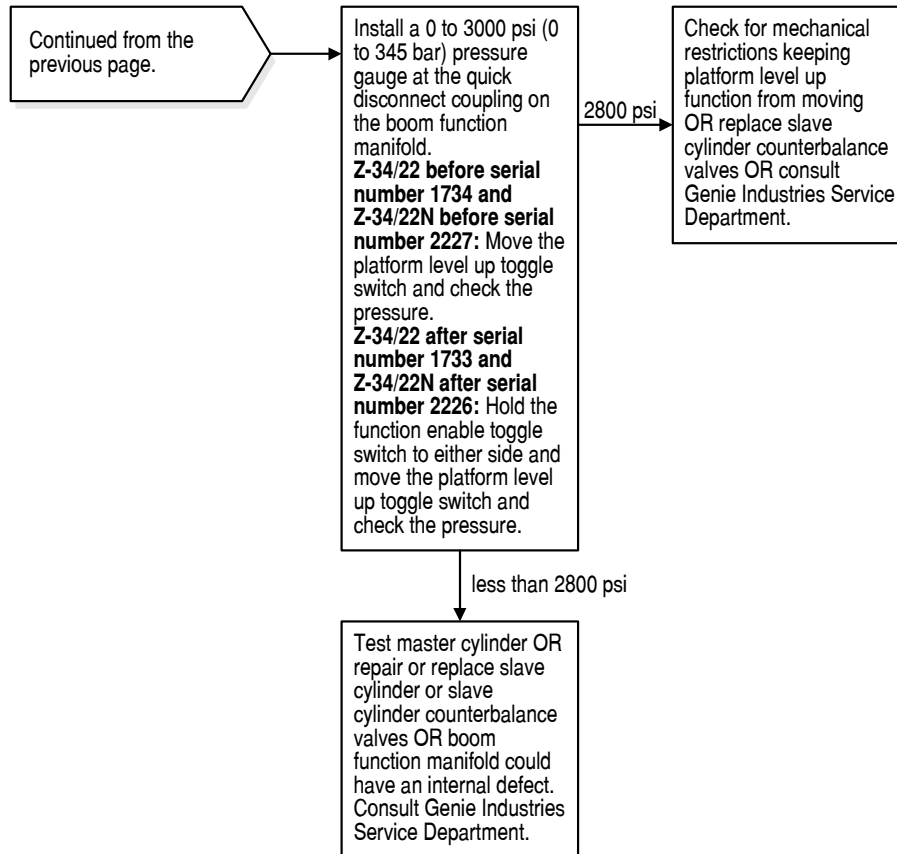 Continued from the
previous page.
Install a 0 to 3000 psi (0
to 345 bar) pressure
gauge at the quick
disconnect coupling on
the boom function
manifold.
Z-34/22 before serial
number 1734 and
Z-34/22N before serial
number 2227: Move the
platform level up toggle
switch and check the
pressure.
Z-34/22 after serial
number 1733 and
Z-34/22N after serial
number 2226: Hold the
function enable toggle
switch to either side and
move the platform level
up toggle switch and
check the pressure.
2800 psi
Check for mechanical
restrictions keeping
platform level up
function from moving
OR replace slave
cylinder counterbalance
valves OR consult
Genie Industries Service
Department.
less than 2800 psi
Test master cylinder OR
repair or replace slave
cylinder or slave
cylinder counterbalance
valves OR boom
function manifold could
have an internal defect.
Consult Genie Industries
Service Department.